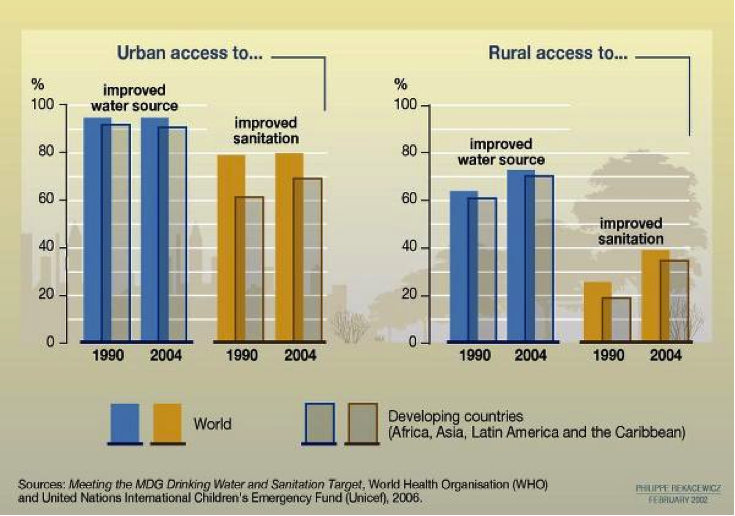 Urban access to...
%
improved
water source
improved
sanitation
100
80
60
40
20
0
1990
2004
1990
2004
Rural access to...
%
improved
water source
improved
sanitation
100
80
60
40
20
0
1990
2004
1990
2004
World
Developing countries
(Africa, Asia, Latin America and the Caribbean)
Sources: Meeting the MDG Drinking Water and Sanitation Target, World Health Organisation (WHO)
and United Nations International Children's Emergency Fund (Unicef), 2006.
PHILIPPE REKACEWICZ
FEBRUARY 2002